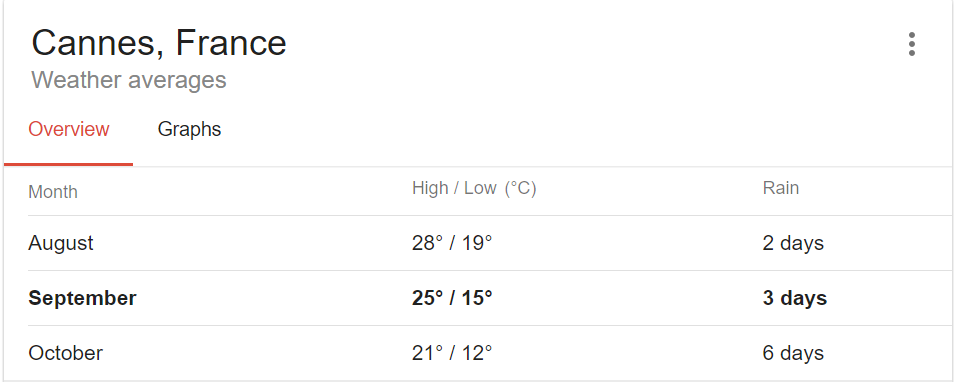 Cannes, France
Weather averages
Overview Graphs
Month High / Low (°C) Rain
August 28° / 19° 2 days
September 25° / 15° 3 days
October 21° / 12° 6 days